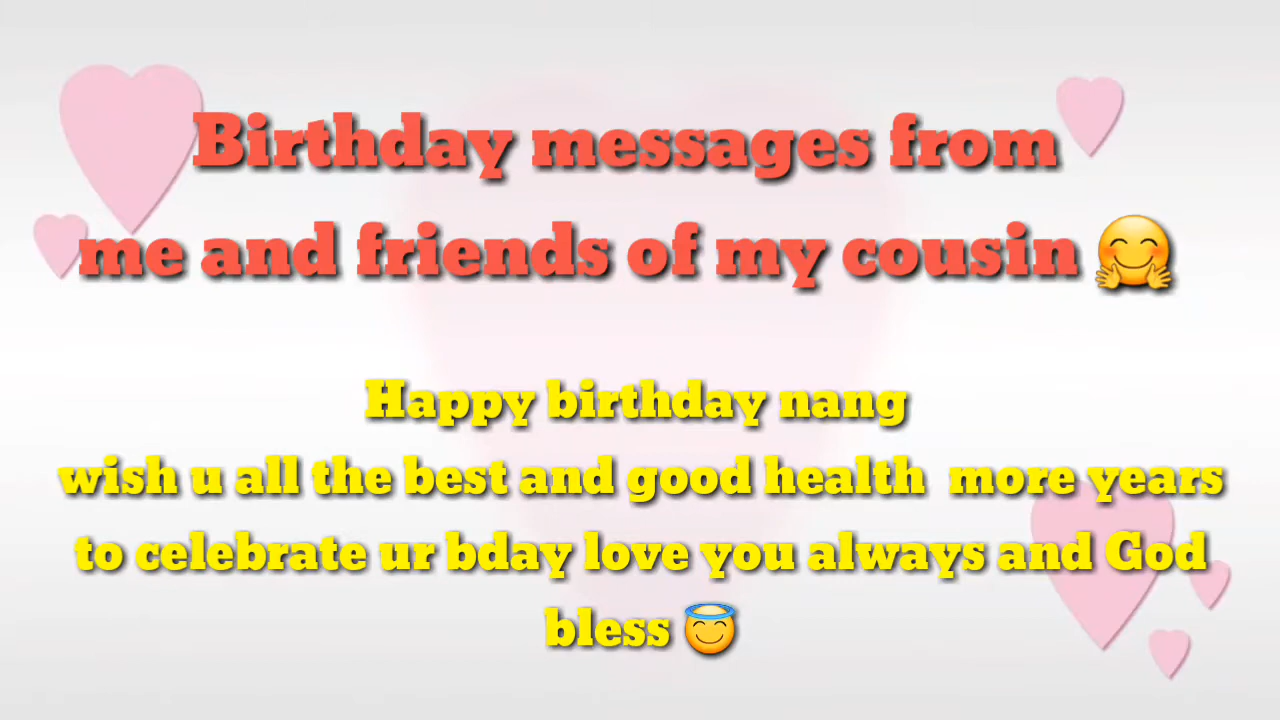 Birthday messages from
me and friends of my cousin 🤗
Happy birthday nang
wish u all the best and good health  more years
to celebrate ur bday love you always and God
bless 😇